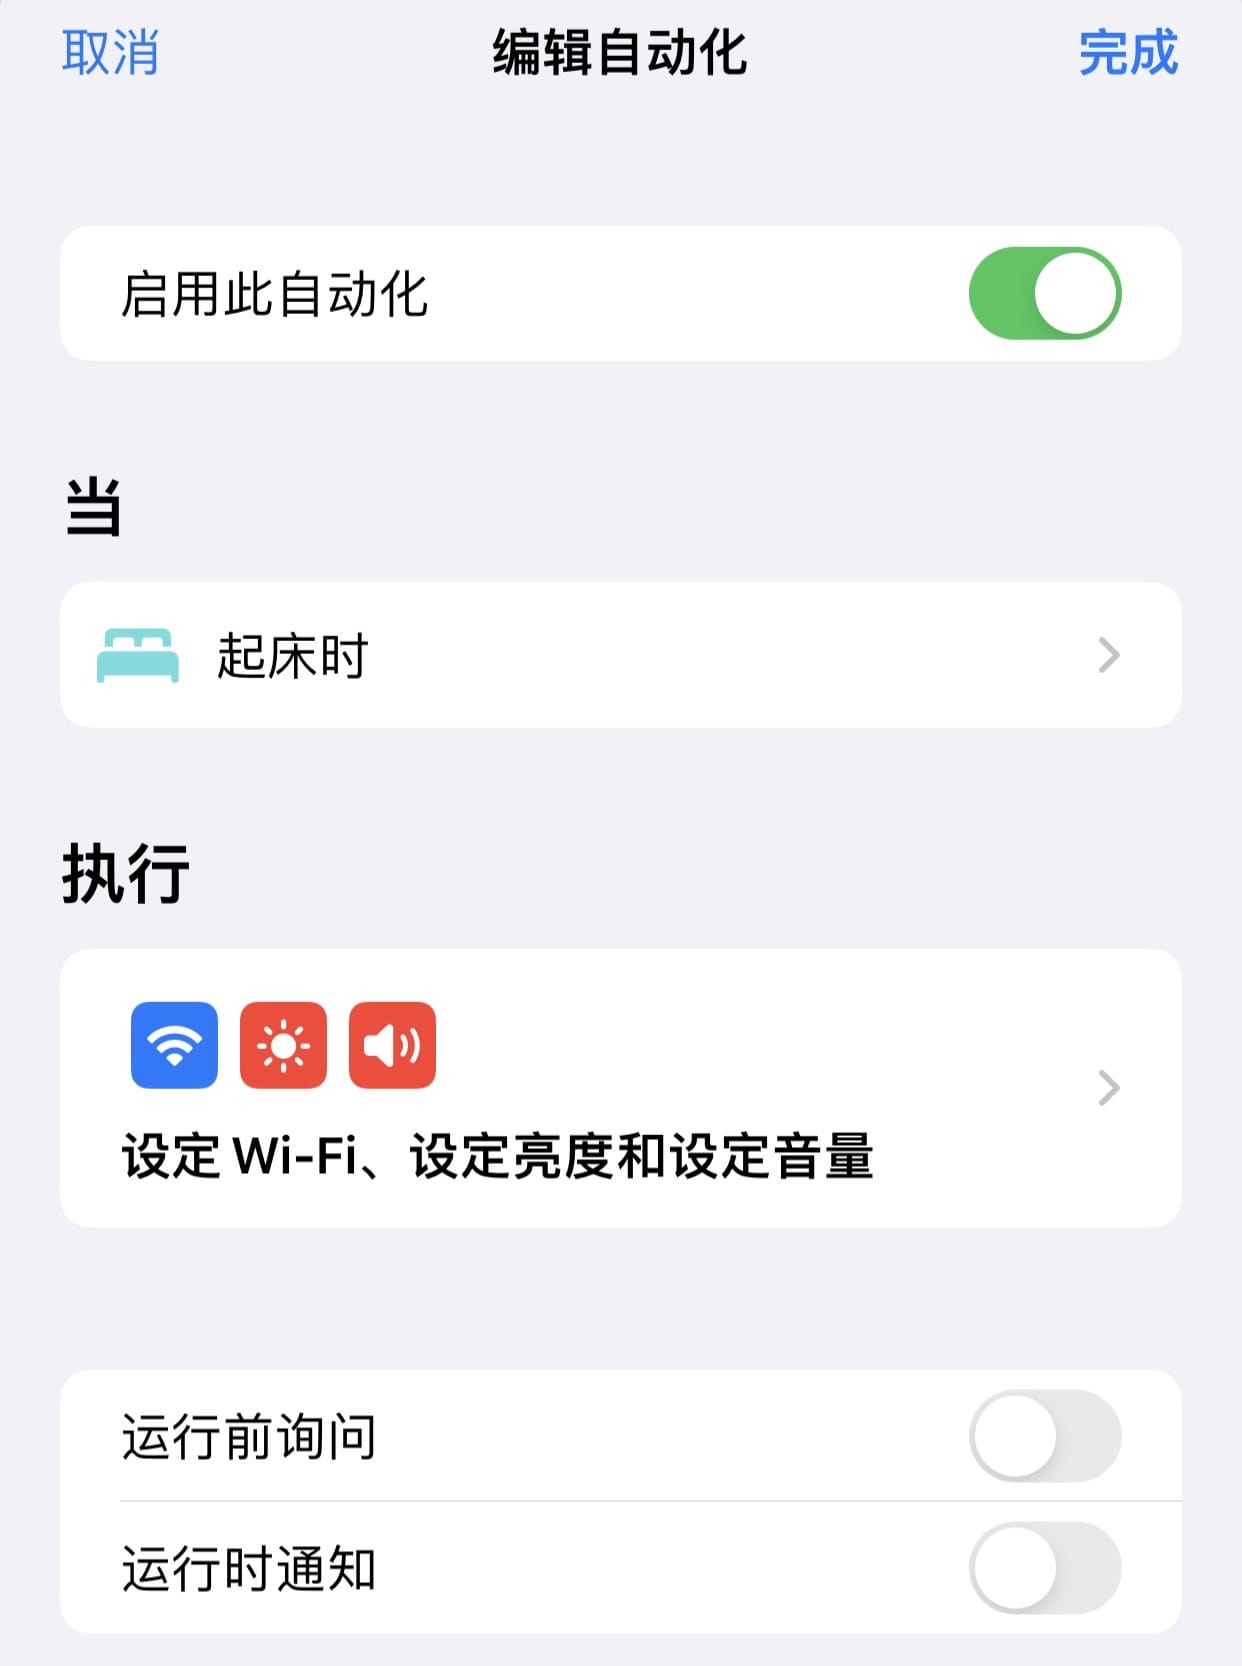 取消 编辑自动化 完成
启用此自动化
当
起床时
执行
设定 Wi-Fi、设定亮度和设定音量
运行前询问
运行时通知